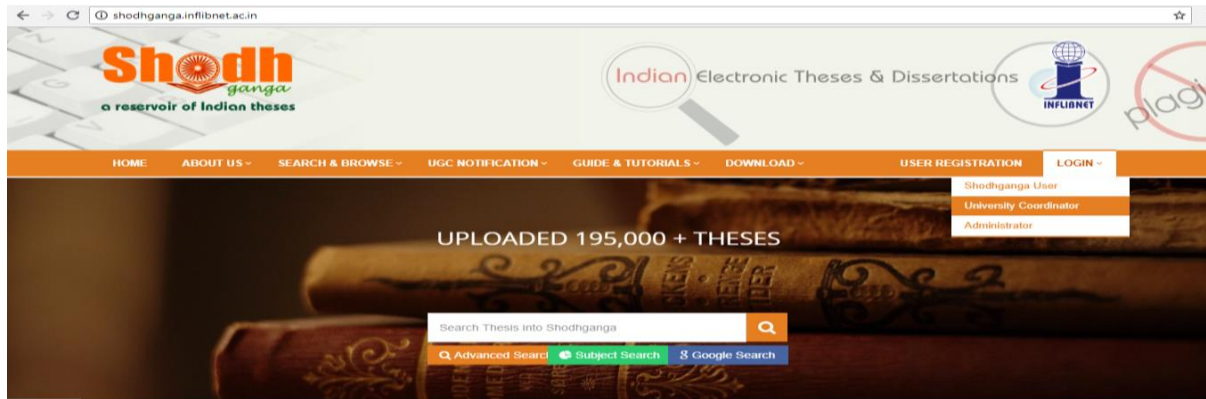 shodhganga.inflibnet.ac.in
Shodh
ganga
a reservoir of Indian theses
Indian Electronic Theses & Dissertations
INFLIBNET
HOME ABOUT US SEARCH & BROWSE UGC NOTIFICATION GUIDE & TUTORIALS DOWNLOAD USER REGISTRATION LOGIN
Shodhganga User
University Coordinator
Administrator
UPLOADED 195,000 + THESES
Search Thesis into Shodhganga
Advanced Search Subject Search 8 Google Search